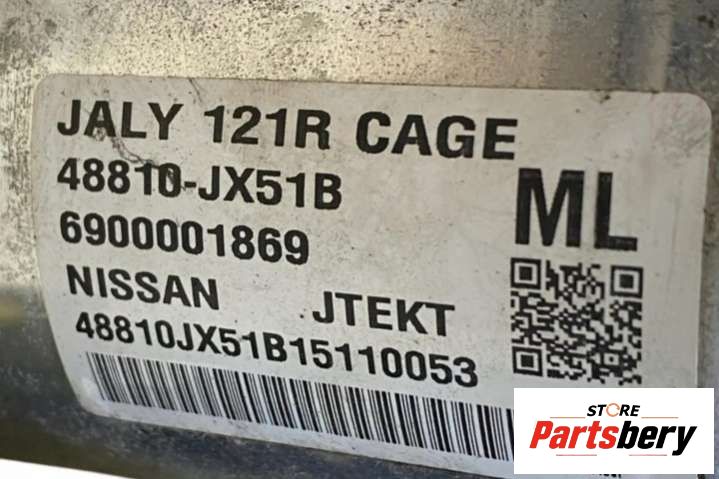 JALY 121R CAGE
48810-JX51B
ML
6900001869
NISSAN JTEKT
48810JX51B15110053
STORE
Partsbery